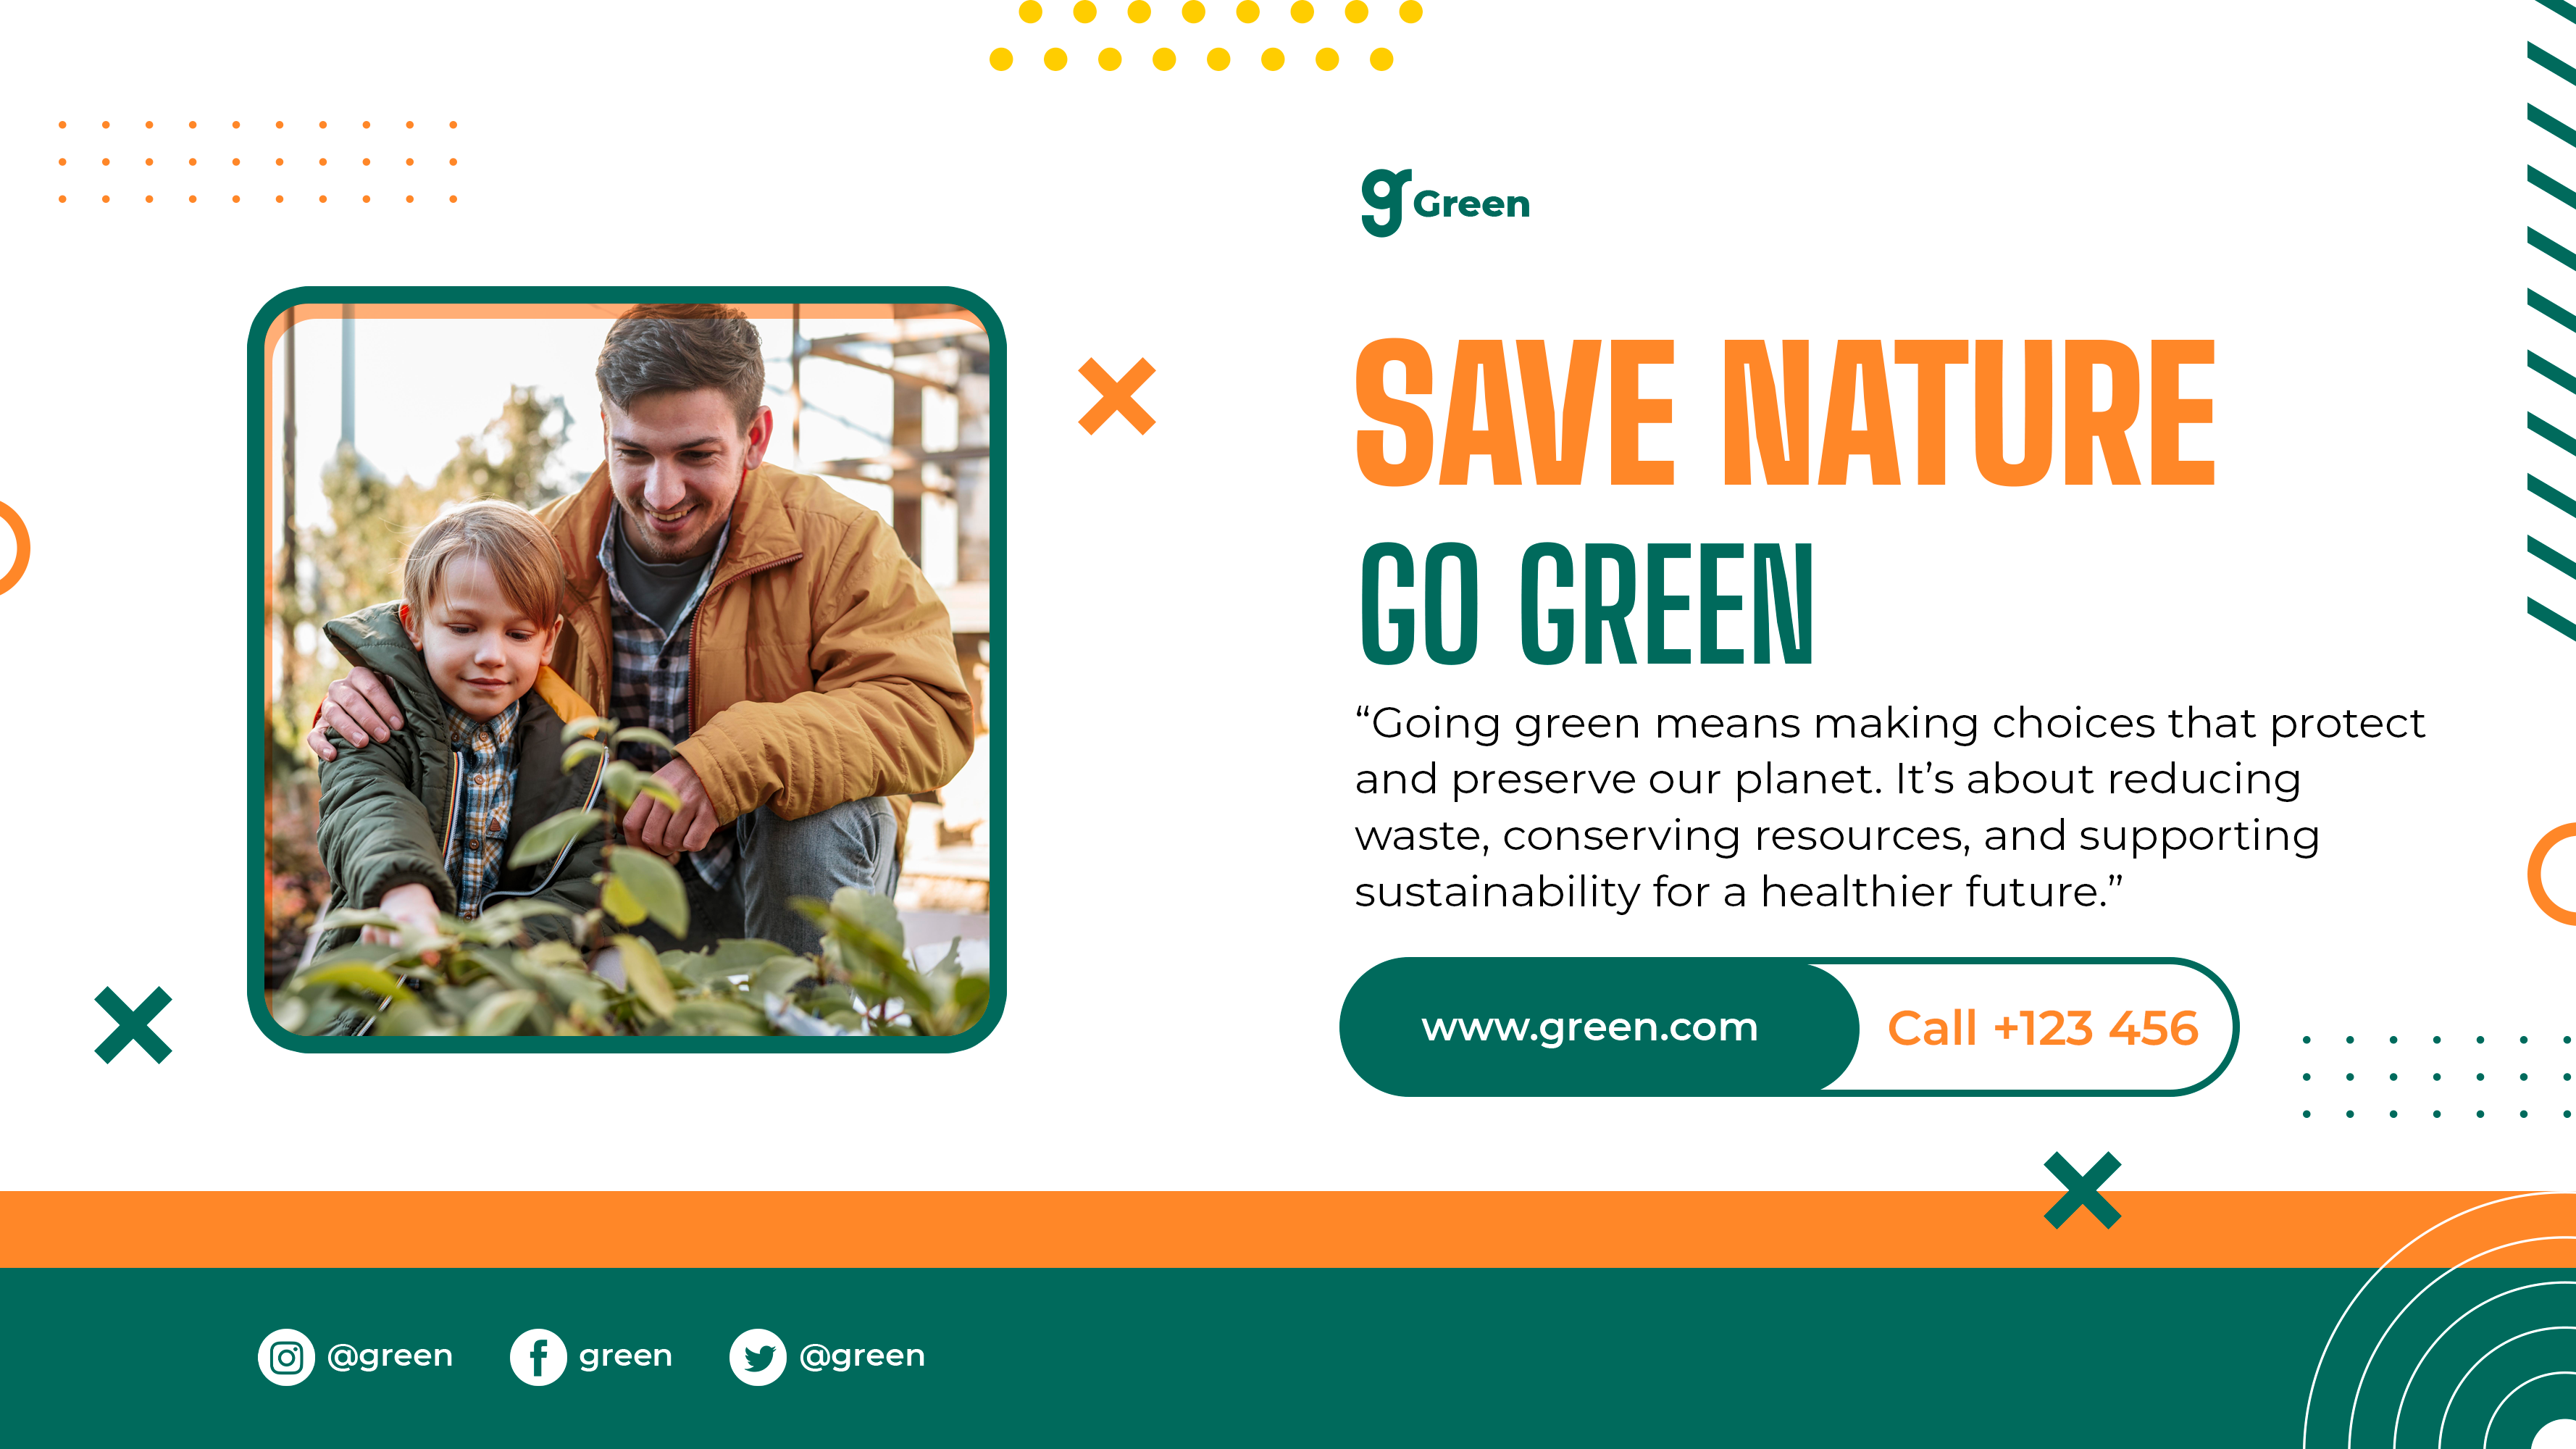 Green
SAVE NATURE
GO GREEN
“Going green means making choices that protect
and preserve our planet. It’s about reducing
waste, conserving resources, and supporting
sustainability for a healthier future.”
www.green.com
Call +123 456
@green
green
@green